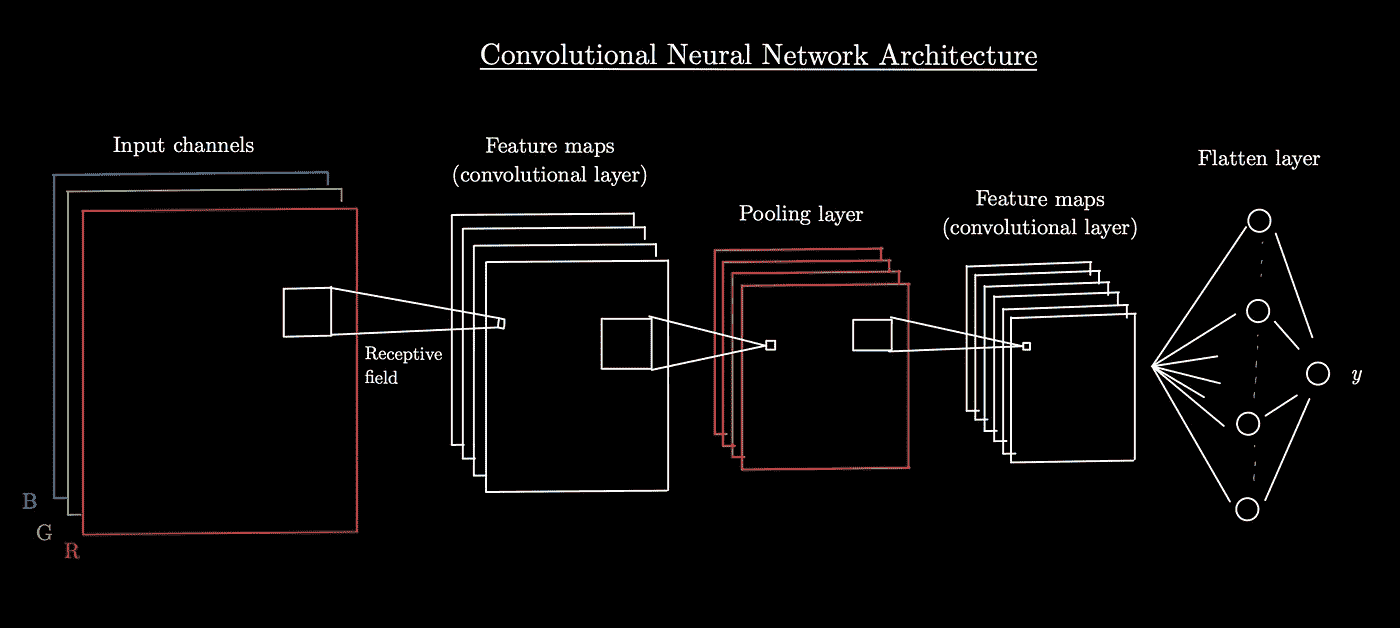 Convolutional Neural Network Architecture
Input channels
Feature maps
(convolutional layer)
Pooling layer
Feature maps
(convolutional layer)
Flatten layer
Receptive
field
y
B
G
R